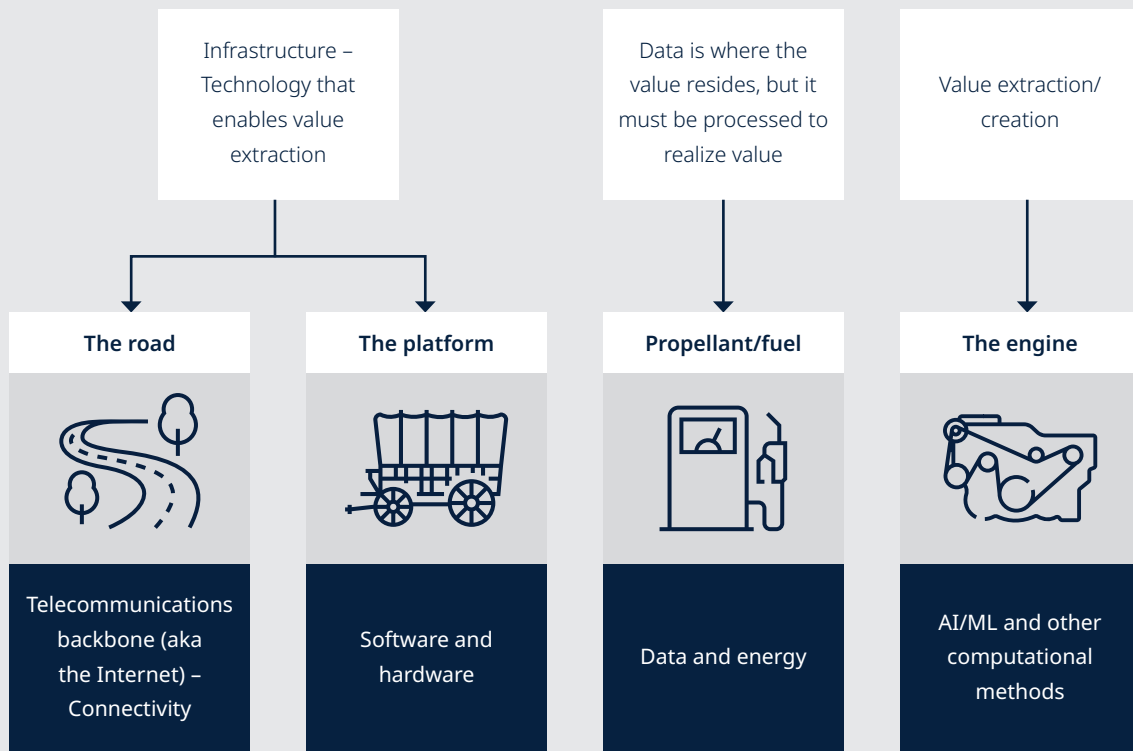 Infrastructure –
Technology that
enables value
extraction
Data is where the
value resides, but it
must be processed to
realize value
Value extraction/
creation
The road
The platform
Propellant/fuel
The engine
Telecommunications
backbone (aka
the Internet) –
Connectivity
Software and
hardware
Data and energy
AI/ML and other
computational
methods